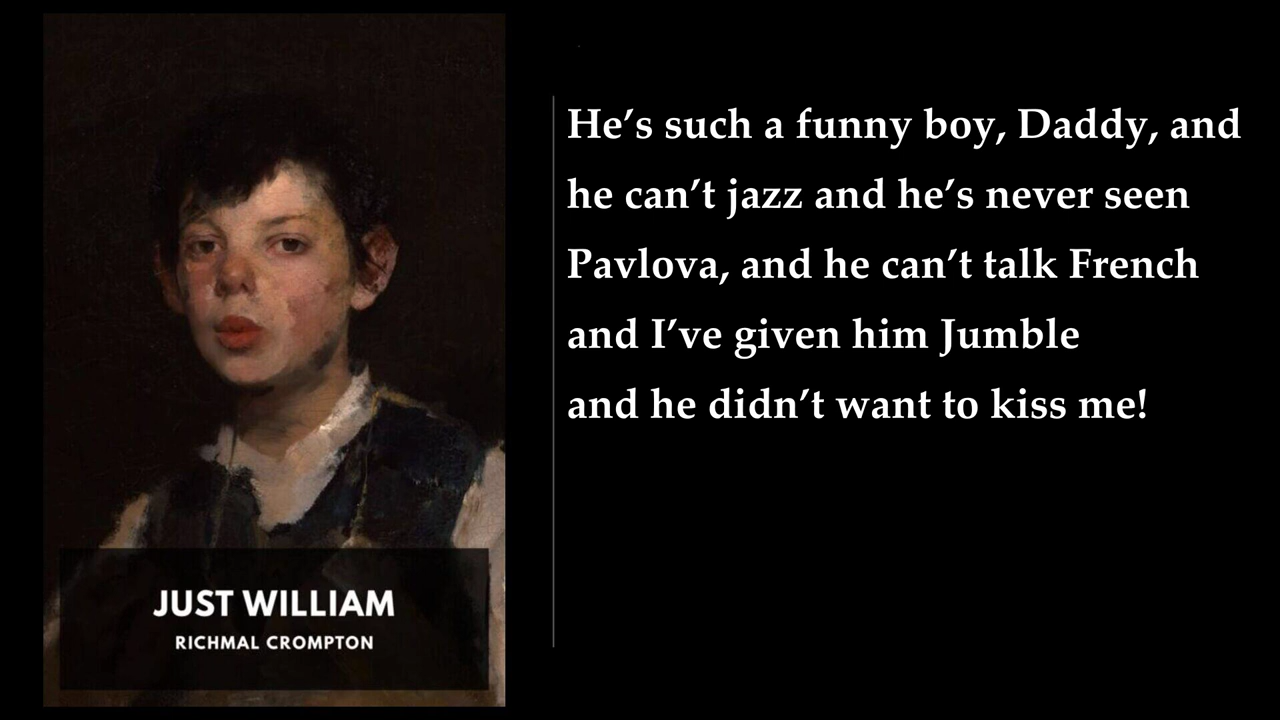 JUST WILLIAM
RICHMAL CROMPTON
He’s such a funny boy, Daddy, and
he can’t jazz and he’s never seen
Pavlova, and he can’t talk French
and I’ve given him Jumble
and he didn’t want to kiss me!